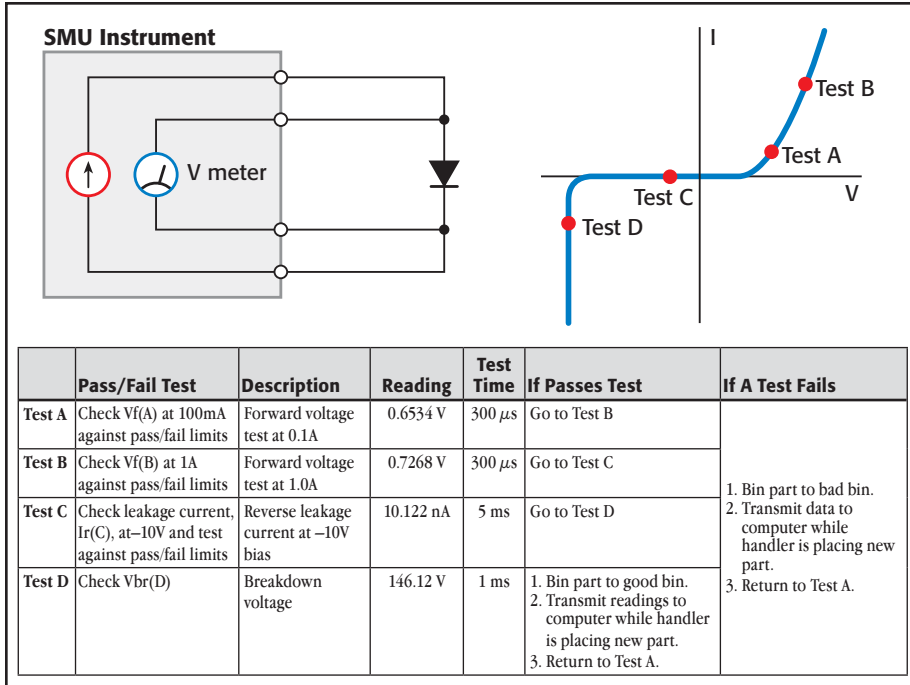 SMU Instrument
V meter
I
Test B
Test A
Test C
V
Test D
Pass/Fail Test
Description
Reading
Test
Time
If Passes Test
If A Test Fails
Test A
Check Vf(A) at 100mA
against pass/fail limits
Forward voltage
test at 0.1A
0.6534 V
300 µs
Go to Test B
Test B
Check Vf(B) at 1A
against pass/fail limits
Forward voltage
test at 1.0A
0.7268 V
300 µs
Go to Test C
Test C
Check leakage current,
Ir(C), at–10V and test
against pass/fail limits
Reverse leakage
current at –10V
bias
10.122 nA
5 ms
Go to Test D
Test D
Check Vbr(D)
Breakdown
voltage
146.12 V
1 ms
1. Bin part to good bin.
2. Transmit readings to
computer while handler
is placing new part.
3. Return to Test A.
1. Bin part to bad bin.
2. Transmit data to
computer while
handler is placing new
part.
3. Return to Test A.